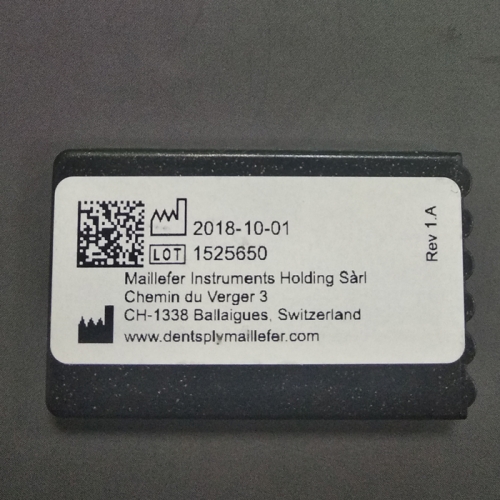 2018-10-01
LOT 1525650
Maillefer Instruments Holding Sàrl
Chemin du Verger 3
CH-1338 Ballaigues, Switzerland
www.dentsplymaillefer.com
Rev 1.A